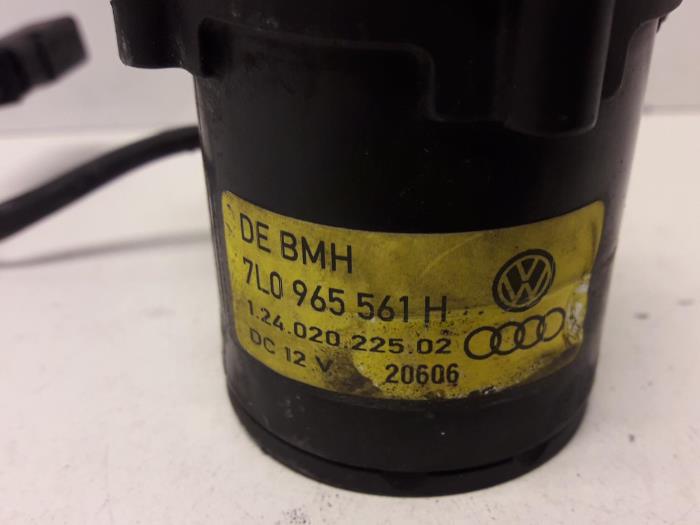 DE BMH
7L0 965 561 H
1.24.020.225.02
DC 12 V 20606